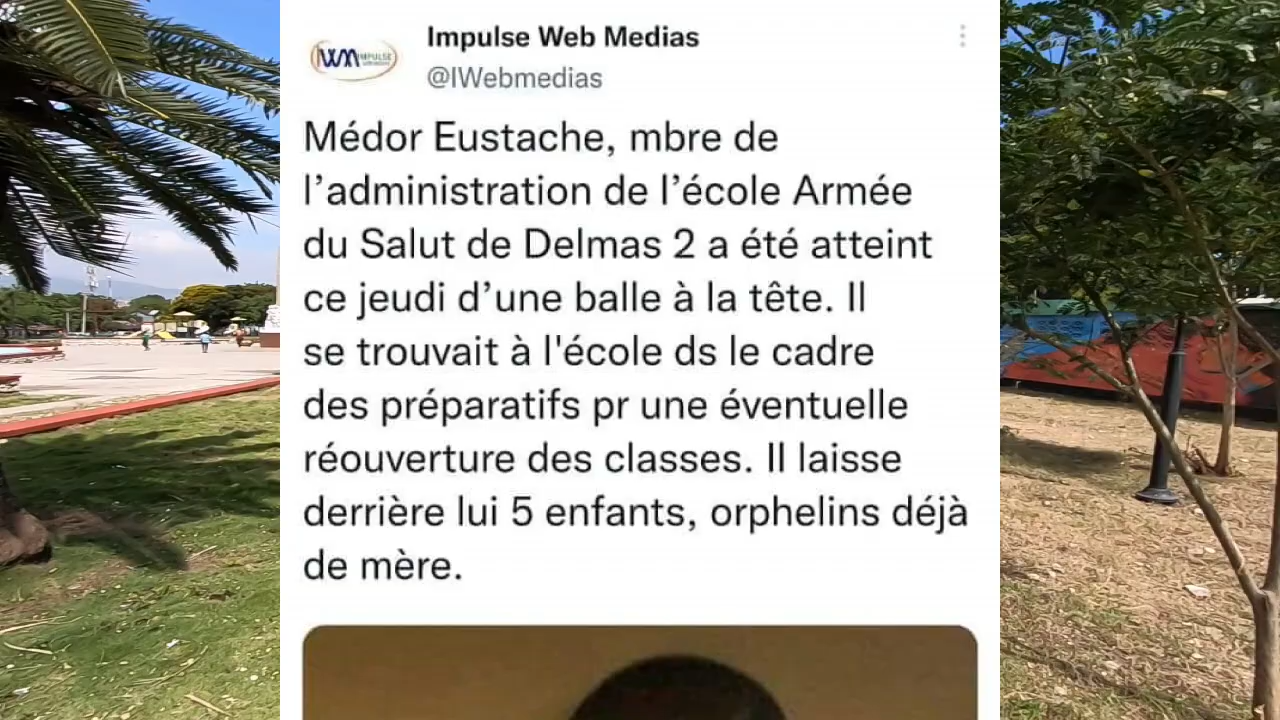 IWM IMPULSE
Impulse Web Medias
@IWebmedias
Médor Eustache, mbre de
l’administration de l’école Armée
du Salut de Delmas 2 a été atteint
ce jeudi d’une balle à la tête. Il
se trouvait à l'école ds le cadre
des préparatifs pr une éventuelle
réouverture des classes. Il laisse
derrière lui 5 enfants, orphelins déjà
de mère.